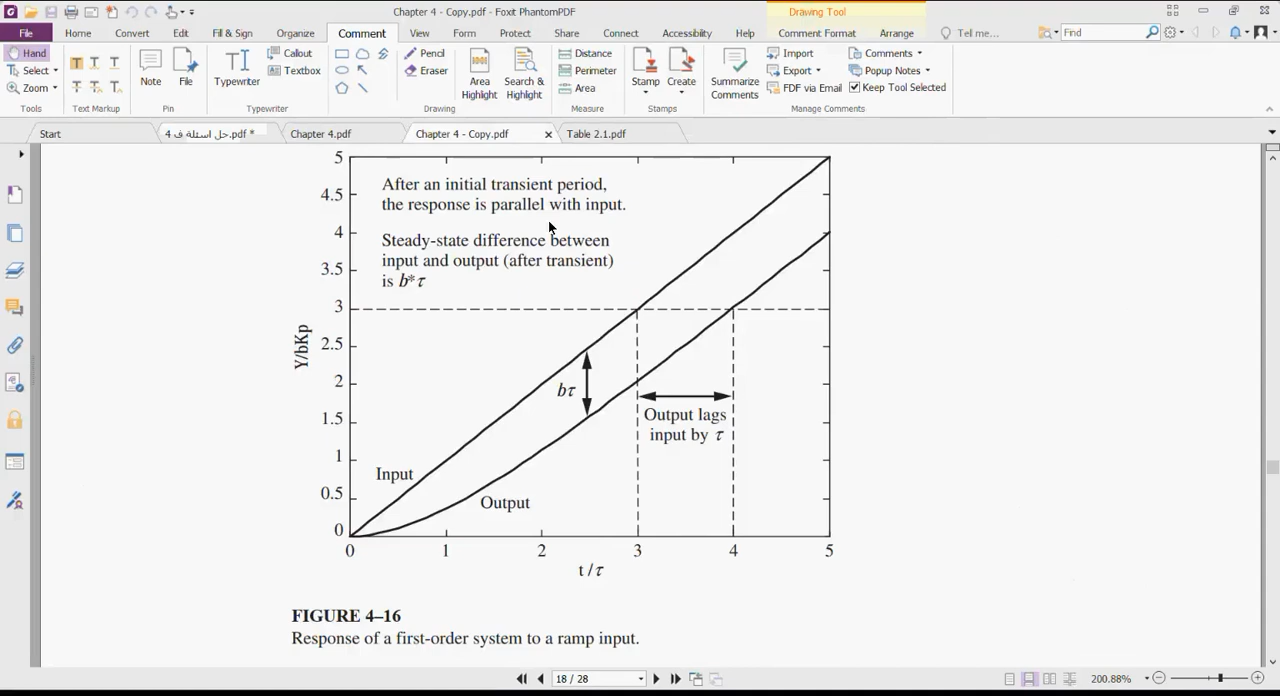 Chapter 4 - Copy.pdf - Foxit PhantomPDF
Drawing Tool
File Home Convert Edit Fill & Sign Organize Comment View Form Protect Share Connect Accessibility Help Comment Format Arrange Tell me... Find
Hand
Select
Zoom
Tools
T T T
T T T
Text Markup
Note File
Pin
Typewriter
Callout
Textbox
Typewriter
Pencil
Eraser
Area Highlight
Search & Highlight
Drawing
Distance
Perimeter
Area
Measure
Stamp Create
Stamps
Summarize Comments
Import
Export
FDF via Email
Comments
Popup Notes
Keep Tool Selected
Manage Comments
Start
حل اسئلة ف 4.pdf *
Chapter 4.pdf
Chapter 4 - Copy.pdf
Table 2.1.pdf
After an initial transient period,
the response is parallel with input.
Steady-state difference between
input and output (after transient)
is b*τ
5
4.5
4
3.5
3
2.5
2
1.5
1
0.5
0
Y/bKp
bτ
Output lags
input by τ
Input
Output
0 1 2 3 4 5
t/τ
FIGURE 4–16
Response of a first-order system to a ramp input.
18 / 28
200.88%